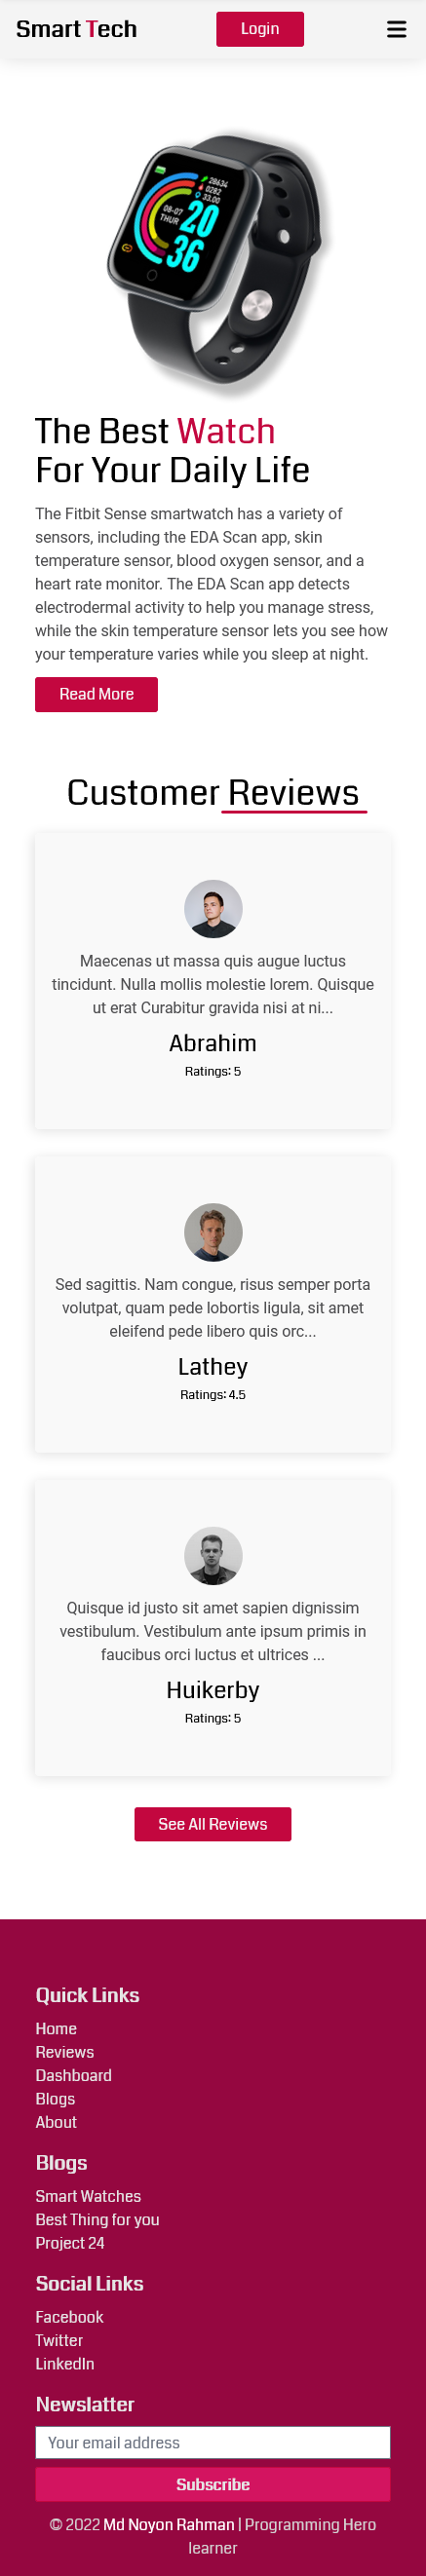 Smart Tech
Login
28634
0282
33.00
08-07
THUR
20
36
The Best Watch
For Your Daily Life
The Fitbit Sense smartwatch has a variety of
sensors, including the EDA Scan app, skin
temperature sensor, blood oxygen sensor, and a
heart rate monitor. The EDA Scan app detects
electrodermal activity to help you manage stress,
while the skin temperature sensor lets you see how
your temperature varies while you sleep at night.
Read More
Customer Reviews
Maecenas ut massa quis augue luctus
tincidunt. Nulla mollis molestie lorem. Quisque
ut erat Curabitur gravida nisi at ni...
Abrahim
Ratings: 5
Sed sagittis. Nam congue, risus semper porta
volutpat, quam pede lobortis ligula, sit amet
eleifend pede libero quis orc...
Lathey
Ratings: 4.5
Quisque id justo sit amet sapien dignissim
vestibulum. Vestibulum ante ipsum primis in
faucibus orci luctus et ultrices ...
Huikerby
Ratings: 5
See All Reviews
Quick Links
Home
Reviews
Dashboard
Blogs
About
Blogs
Smart Watches
Best Thing for you
Project 24
Social Links
Facebook
Twitter
LinkedIn
Newslatter
Your email address
Subscribe
© 2022 Md Noyon Rahman | Programming Hero
learner